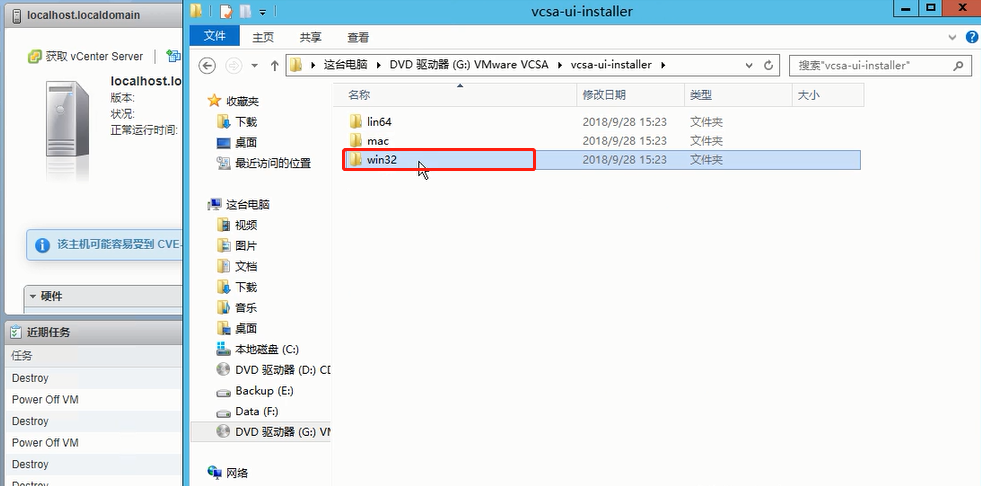 localhost.localdomain
获取 vCenter Server
localhost.lo
版本:
状况:
正常运行时间:
该主机可能容易受到 CVE-
硬件
近期任务
任务
Destroy
Power Off VM
Destroy
Power Off VM
Destroy
Destroy
vcsa-ui-installer
文件 主页 共享 查看
这台电脑 DVD 驱动器 (G:) VMware VCSA vcsa-ui-installer
搜索"vcsa-ui-installer"
收藏夹
下载
桌面
最近访问的位置
这台电脑
视频
图片
文档
下载
音乐
桌面
本地磁盘 (C:)
DVD 驱动器 (D:) CD
Backup (E:)
Data (F:)
DVD 驱动器 (G:) VM
网络
名称 修改日期 类型 大小
lin64 2018/9/28 15:23 文件夹
mac 2018/9/28 15:23 文件夹
win32 2018/9/28 15:23 文件夹